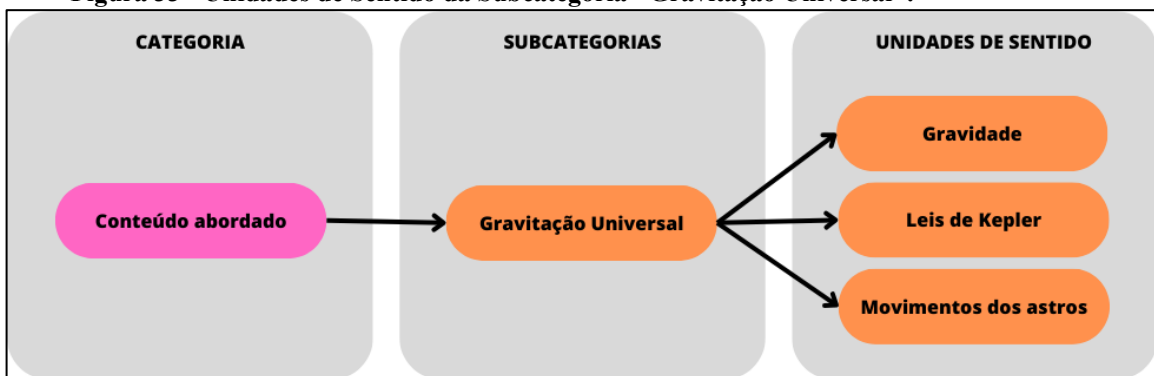 CATEGORIA
SUBCATEGORIAS
UNIDADES DE SENTIDO
Conteúdo abordado
Gravitação Universal
Gravidade
Leis de Kepler
Movimentos dos astros